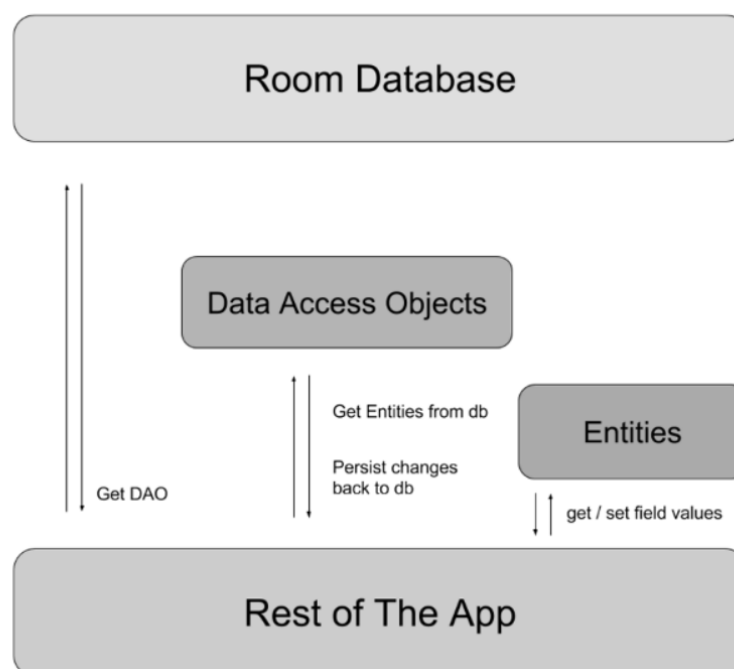 Room Database
Data Access Objects
Get Entities from db
Entities
Persist changes
back to db
Get DAO
get / set field values
Rest of The App